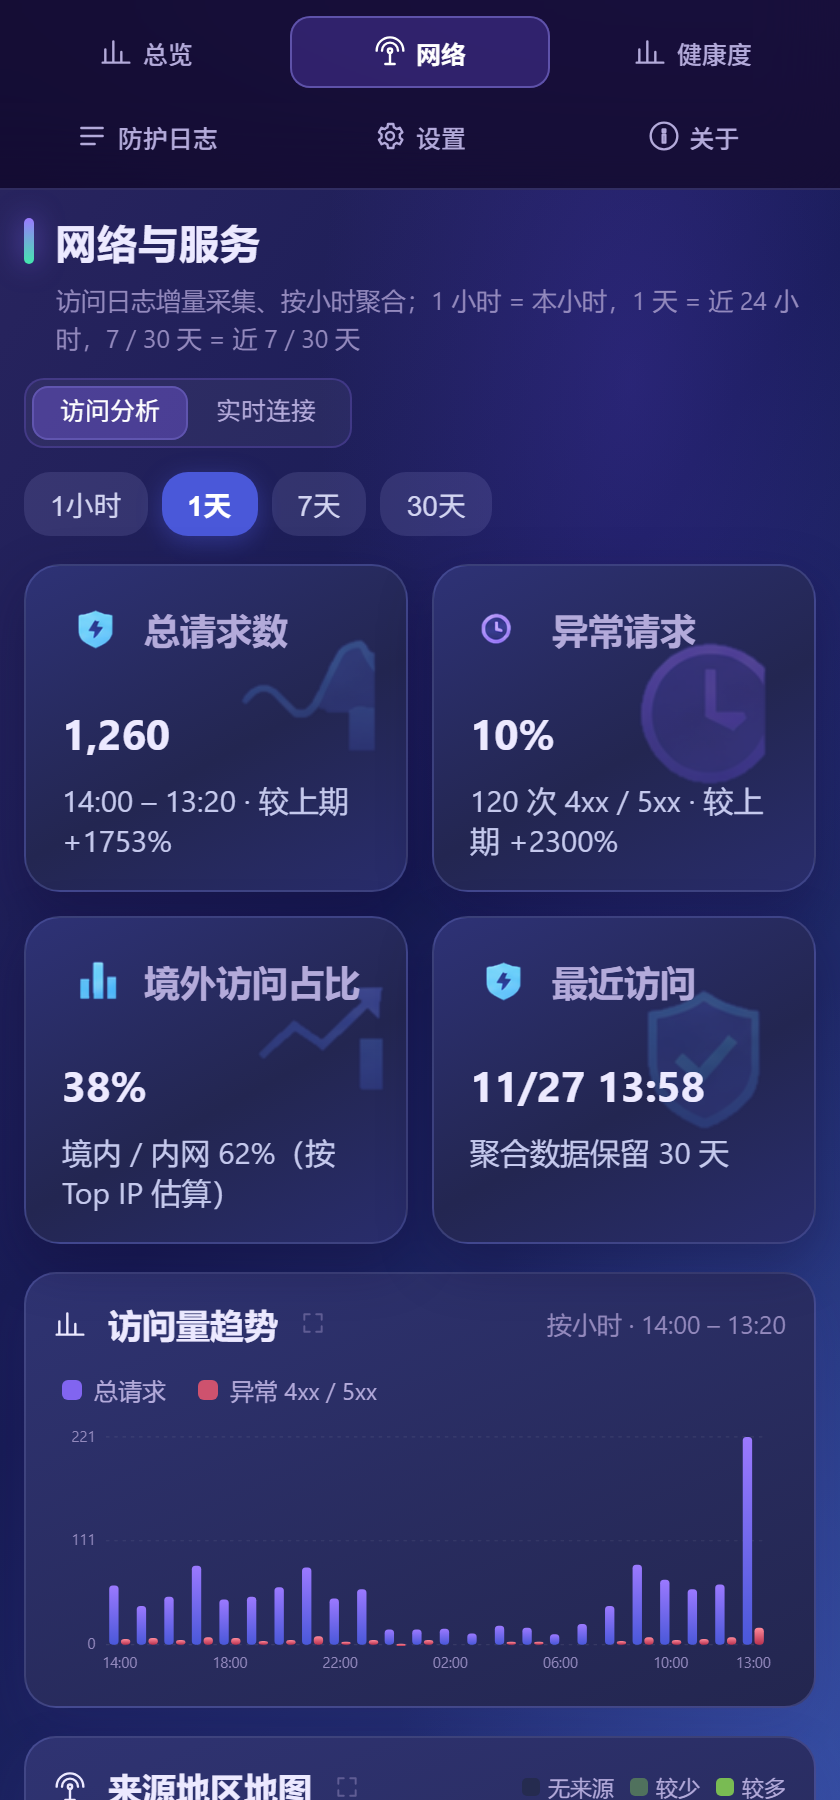 总览
网络
健康度
防护日志
设置
关于
网络与服务
访问日志增量采集、按小时聚合；1 小时 = 本小时，1 天 = 近 24 小
时，7 / 30 天 = 近 7 / 30 天
访问分析
实时连接
1小时
1天
7天
30天
总请求数
1,260
14:00 – 13:20 · 较上期
+1753%
异常请求
10%
120 次 4xx / 5xx · 较上
期 +2300%
境外访问占比
38%
境内 / 内网 62%（按
Top IP 估算）
最近访问
11/27 13:58
聚合数据保留 30 天
访问量趋势
按小时 · 14:00 – 13:20
总请求
异常 4xx / 5xx
221
111
0
14:00
18:00
22:00
02:00
06:00
10:00
13:00
来源地区地图
无来源
较少
较多